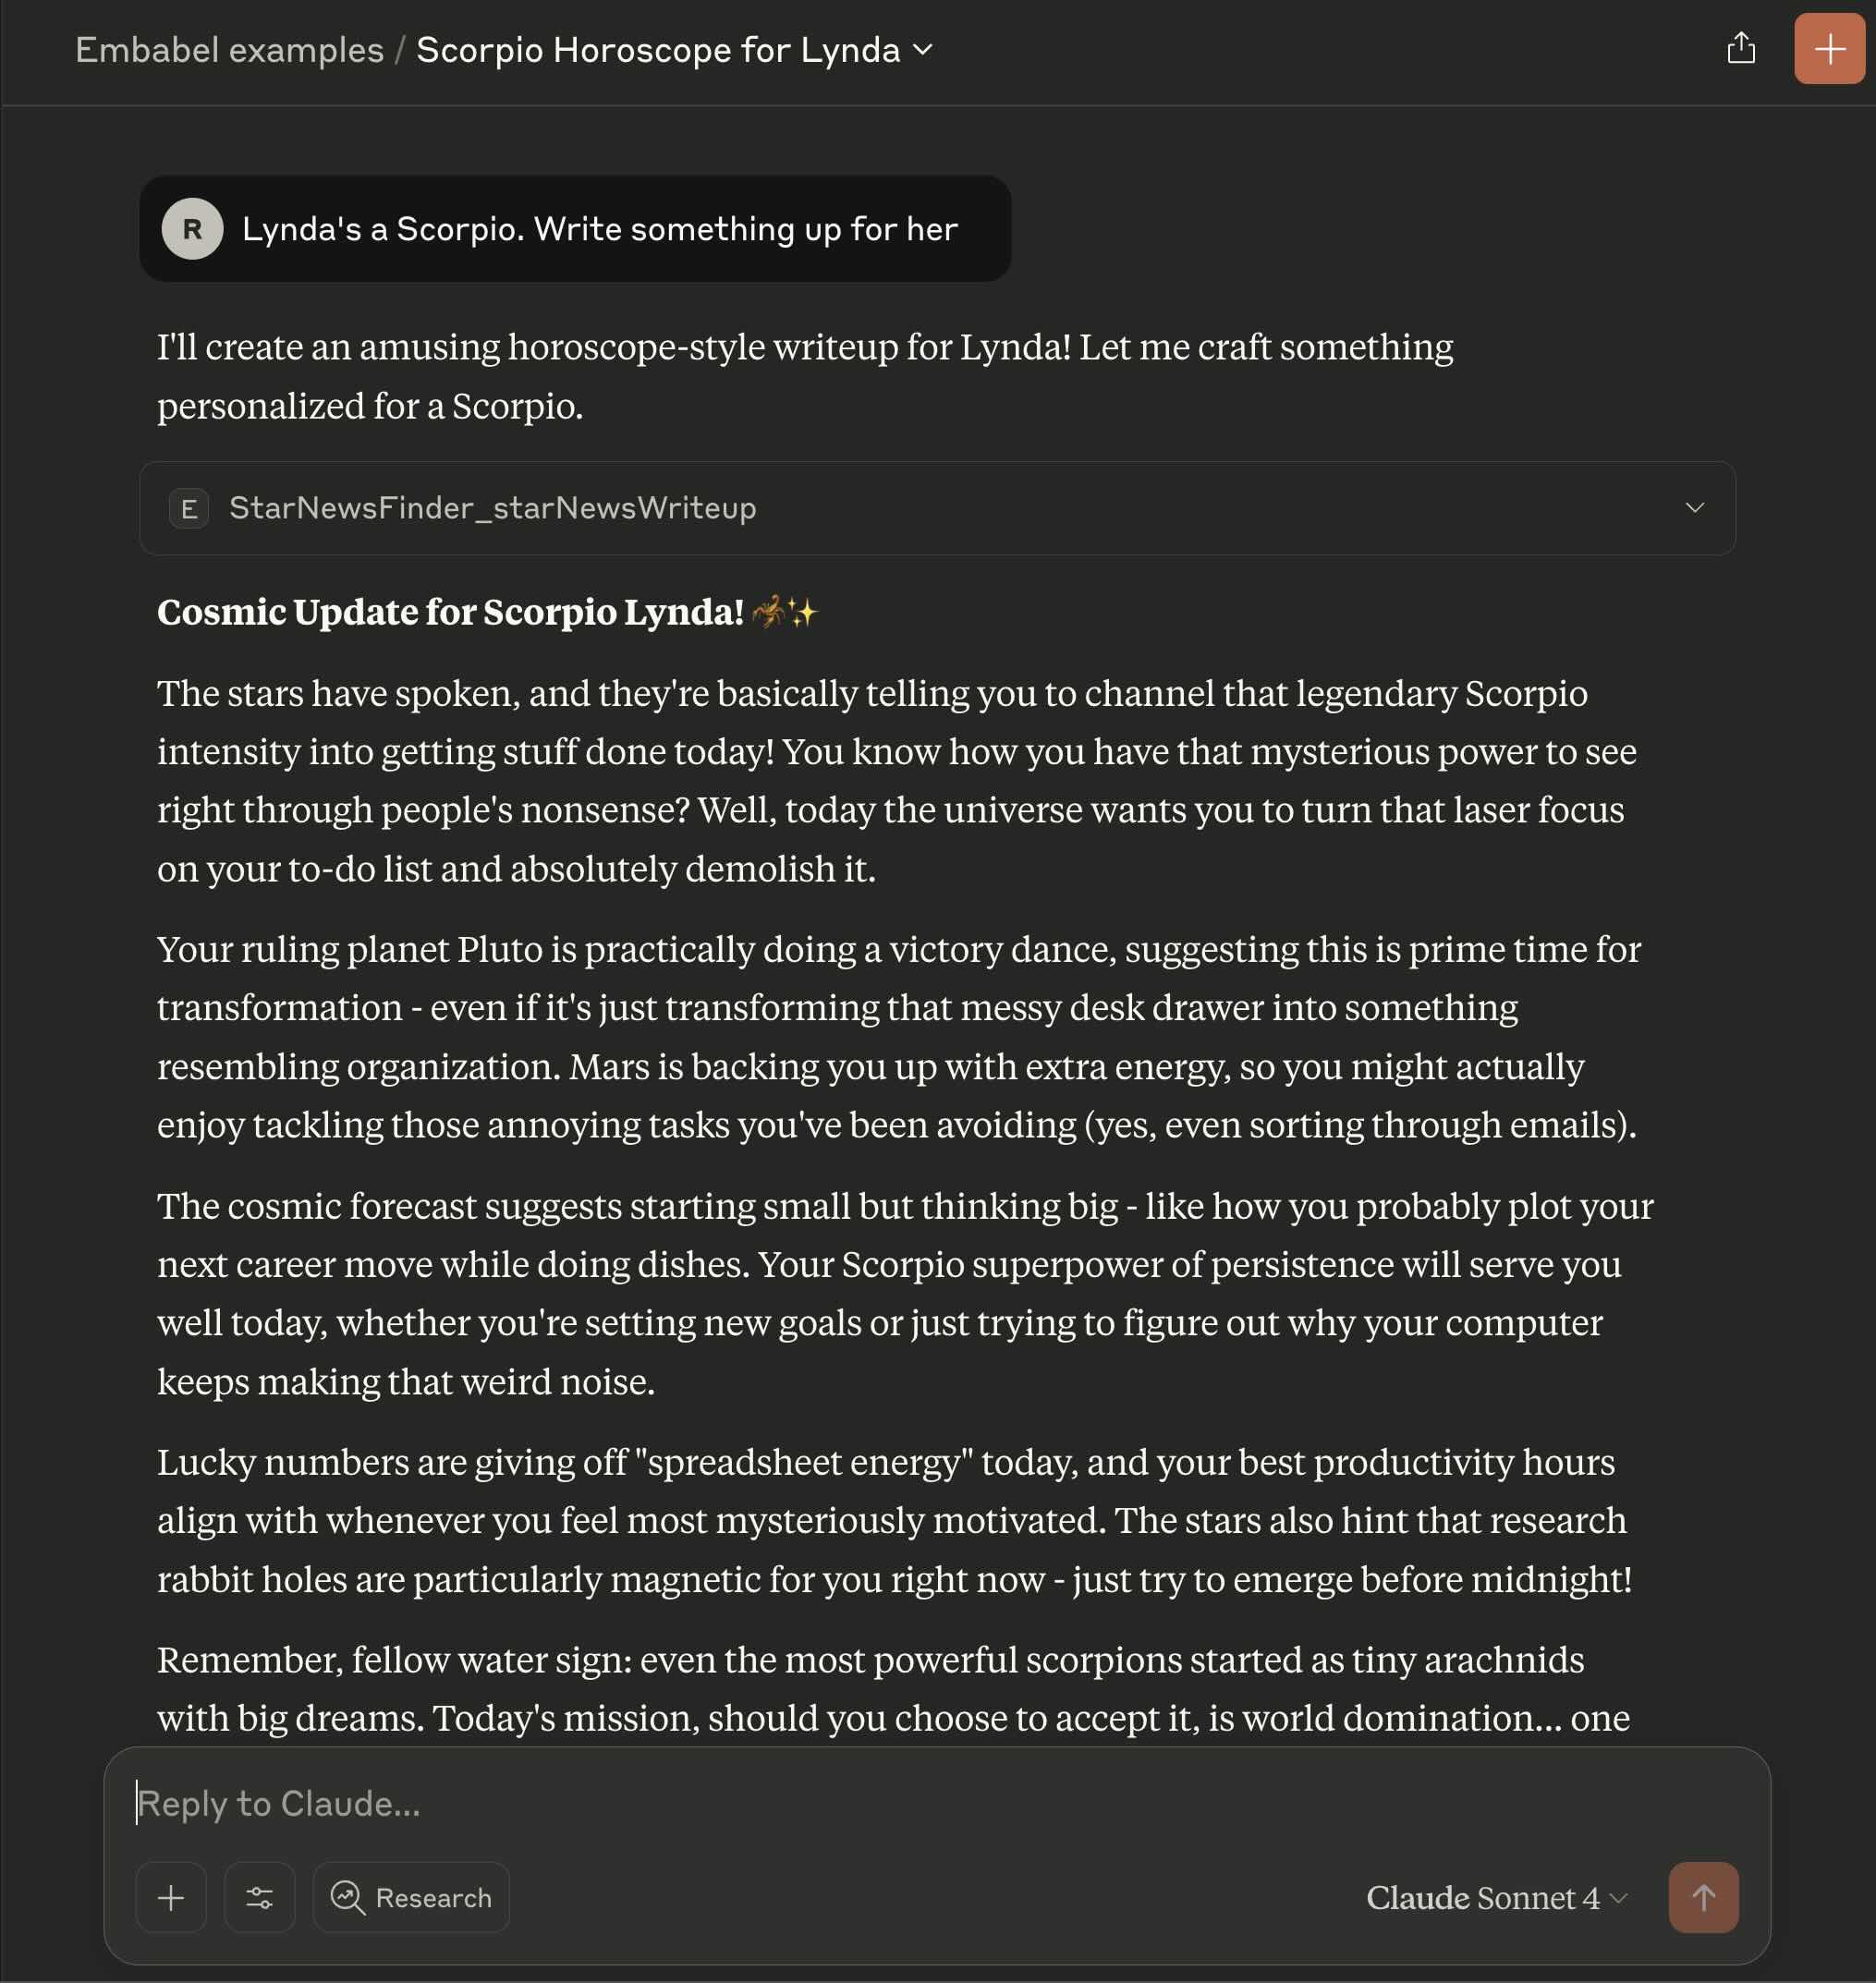 Embabel examples / Scorpio Horoscope for Lynda
R Lynda's a Scorpio. Write something up for her
I'll create an amusing horoscope-style writeup for Lynda! Let me craft something
personalized for a Scorpio.
E StarNewsFinder_starNewsWriteup
Cosmic Update for Scorpio Lynda! 🦂✨
The stars have spoken, and they're basically telling you to channel that legendary Scorpio
intensity into getting stuff done today! You know how you have that mysterious power to see
right through people's nonsense? Well, today the universe wants you to turn that laser focus
on your to-do list and absolutely demolish it.
Your ruling planet Pluto is practically doing a victory dance, suggesting this is prime time for
transformation - even if it's just transforming that messy desk drawer into something
resembling organization. Mars is backing you up with extra energy, so you might actually
enjoy tackling those annoying tasks you've been avoiding (yes, even sorting through emails).
The cosmic forecast suggests starting small but thinking big - like how you probably plot your
next career move while doing dishes. Your Scorpio superpower of persistence will serve you
well today, whether you're setting new goals or just trying to figure out why your computer
keeps making that weird noise.
Lucky numbers are giving off "spreadsheet energy" today, and your best productivity hours
align with whenever you feel most mysteriously motivated. The stars also hint that research
rabbit holes are particularly magnetic for you right now - just try to emerge before midnight!
Remember, fellow water sign: even the most powerful scorpions started as tiny arachnids
with big dreams. Today's mission, should you choose to accept it, is world domination... one
Reply to Claude...
Research
Claude Sonnet 4